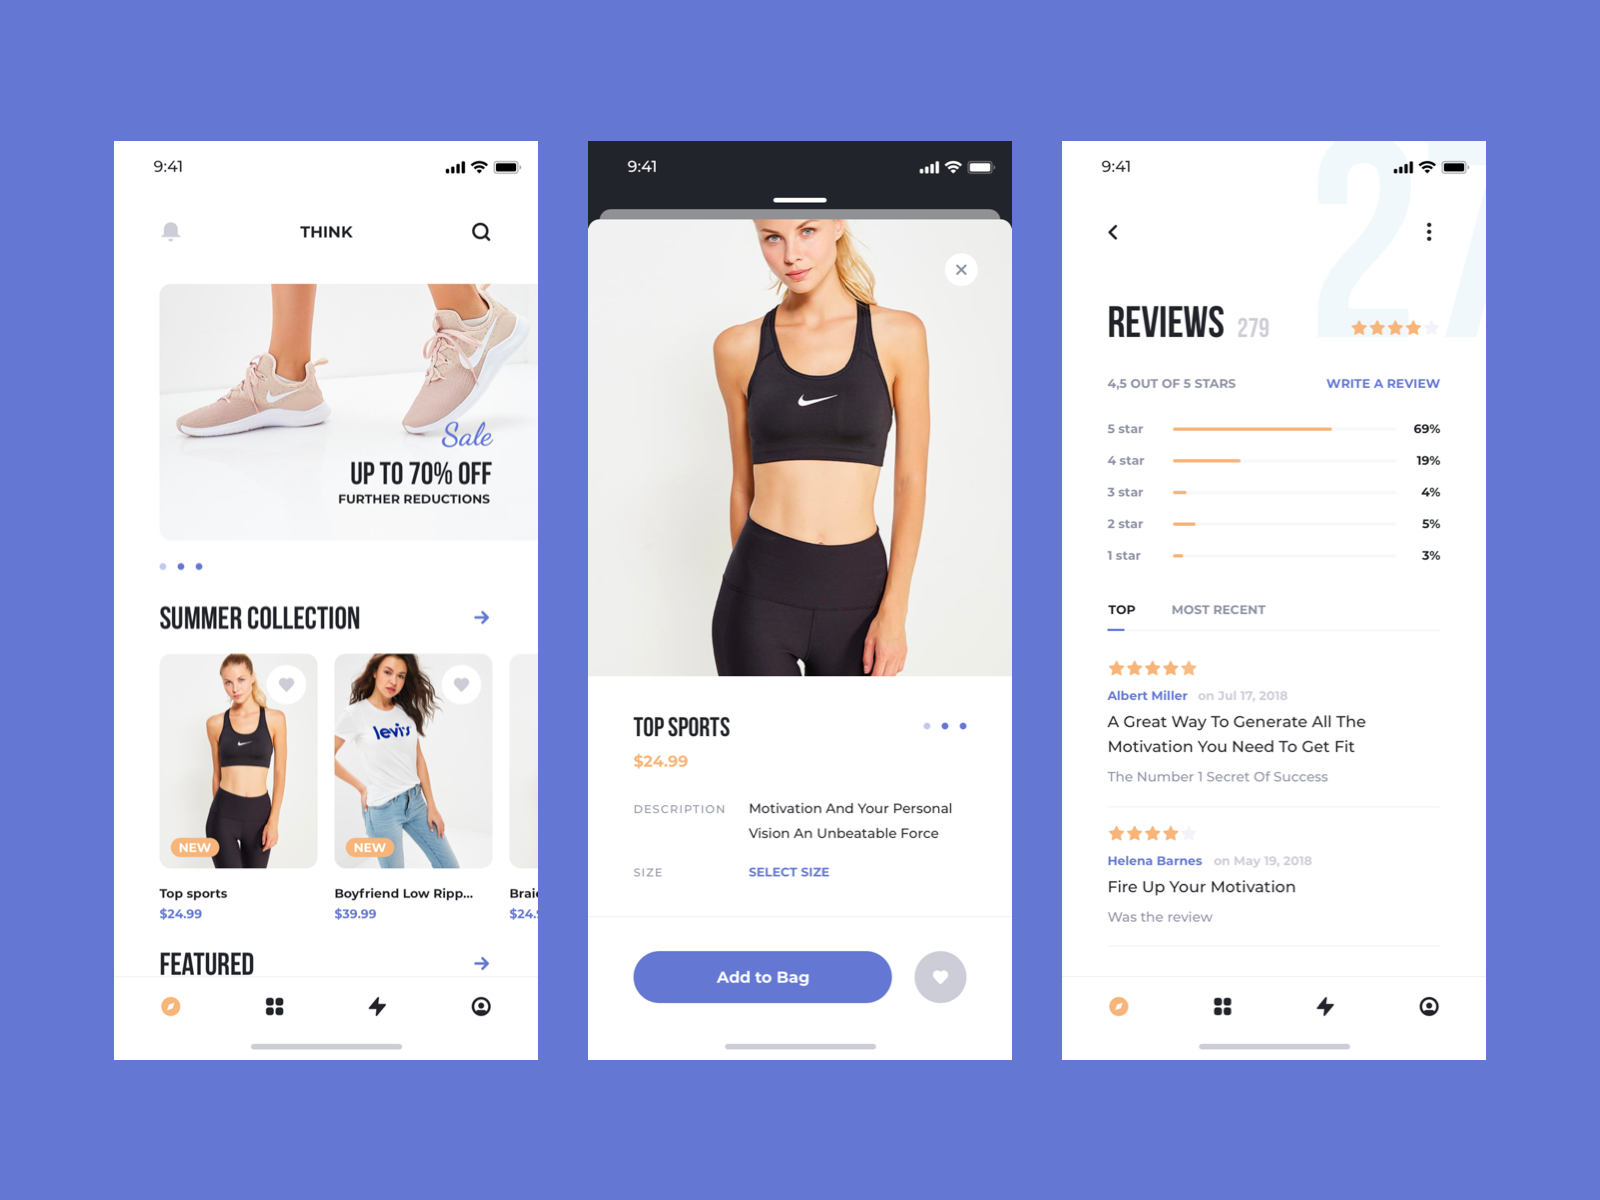 9:41
THINK
Sale
UP TO 70% OFF
FURTHER REDUCTIONS
SUMMER COLLECTION
levi's
NEW
NEW
Top sports
Boyfriend Low Ripp...
$24.99
$39.99
FEATURED
9:41
TOP SPORTS
$24.99
DESCRIPTION
Motivation And Your Personal
Vision An Unbeatable Force
SIZE
SELECT SIZE
Add to Bag
9:41
27
REVIEWS 279
4,5 OUT OF 5 STARS
WRITE A REVIEW
5 star 69%
4 star 19%
3 star 4%
2 star 5%
1 star 3%
TOP
MOST RECENT
Albert Miller on Jul 17, 2018
A Great Way To Generate All The
Motivation You Need To Get Fit
The Number 1 Secret Of Success
Helena Barnes on May 19, 2018
Fire Up Your Motivation
Was the review